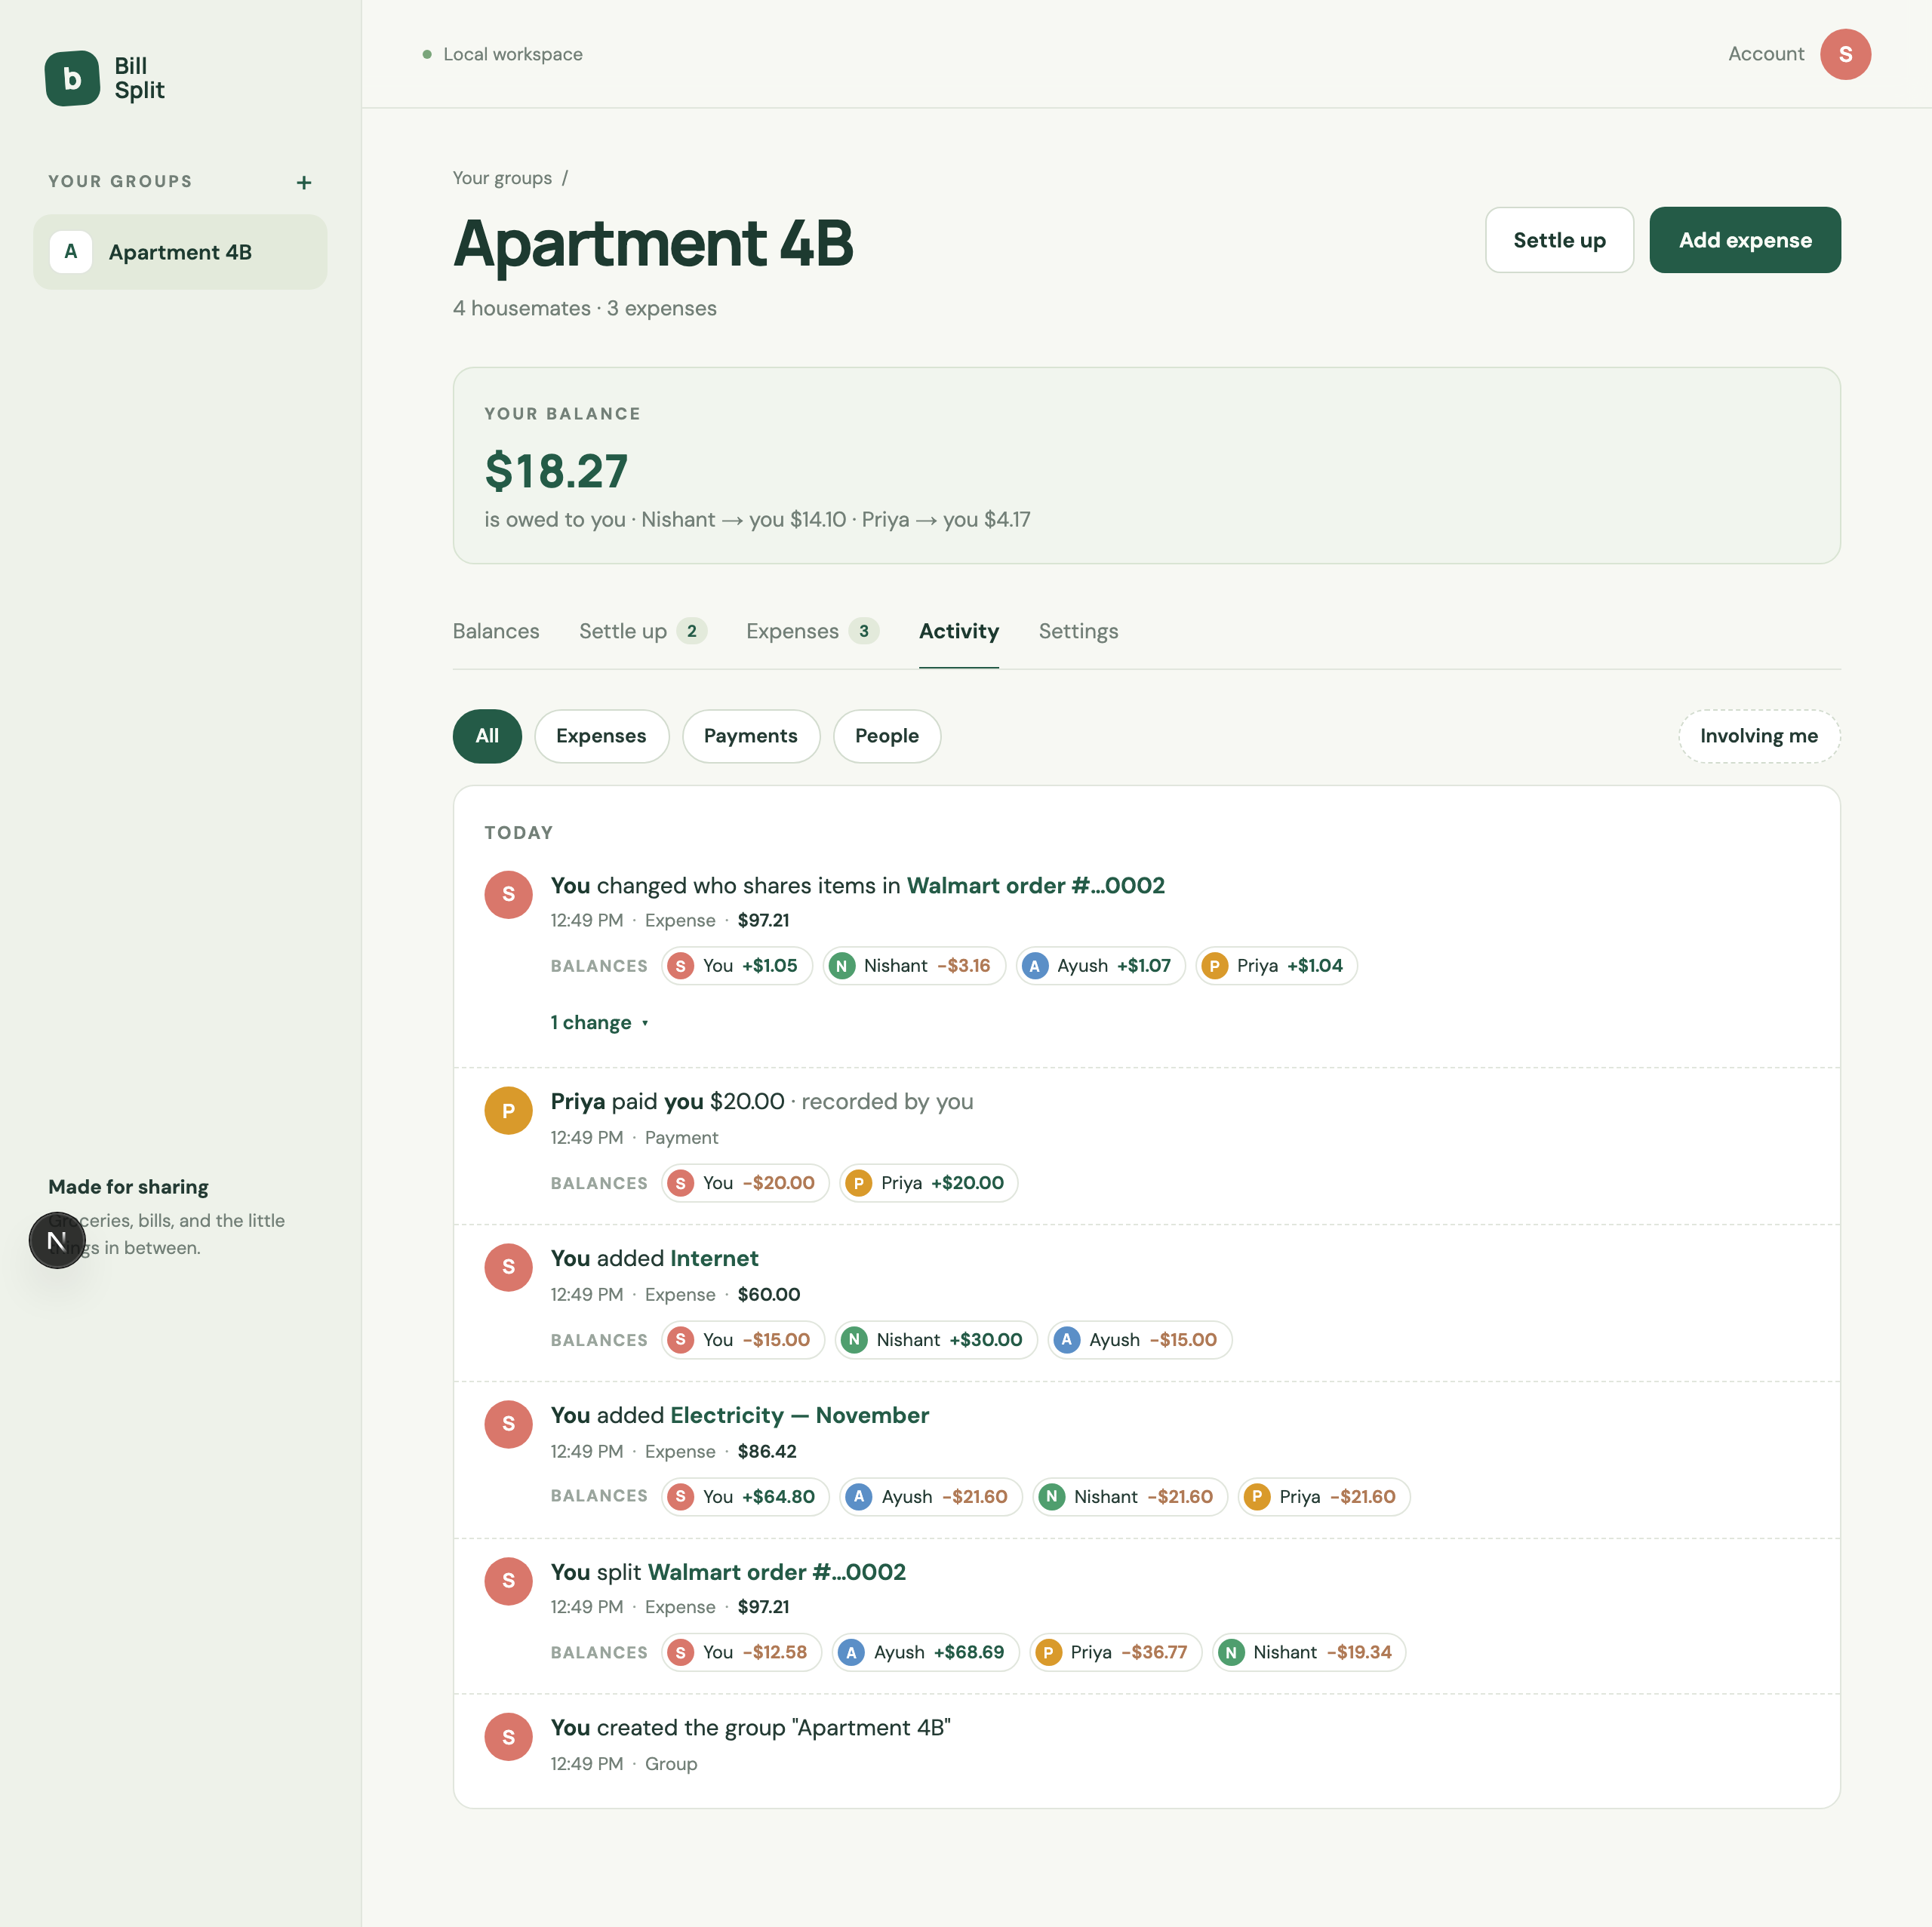 b
Bill
Split
Local workspace
Account
S
YOUR GROUPS
+
A
Apartment 4B
Your groups /
Apartment 4B
Settle up
Add expense
4 housemates · 3 expenses
YOUR BALANCE
$18.27
is owed to you · Nishant → you $14.10 · Priya → you $4.17
Balances
Settle up 2
Expenses 3
Activity
Settings
All
Expenses
Payments
People
Involving me
TODAY
S
You changed who shares items in Walmart order #…0002
12:49 PM · Expense · $97.21
BALANCES S You +$1.05 N Nishant −$3.16 A Ayush +$1.07 P Priya +$1.04
1 change ▾
P
Priya paid you $20.00 · recorded by you
12:49 PM · Payment
BALANCES S You −$20.00 P Priya +$20.00
S
You added Internet
12:49 PM · Expense · $60.00
BALANCES S You −$15.00 N Nishant +$30.00 A Ayush −$15.00
S
You added Electricity — November
12:49 PM · Expense · $86.42
BALANCES S You +$64.80 A Ayush −$21.60 N Nishant −$21.60 P Priya −$21.60
S
You split Walmart order #…0002
12:49 PM · Expense · $97.21
BALANCES S You −$12.58 A Ayush +$68.69 P Priya −$36.77 N Nishant −$19.34
S
You created the group "Apartment 4B"
12:49 PM · Group
Made for sharing
Groceries, bills, and the little
in between.
N